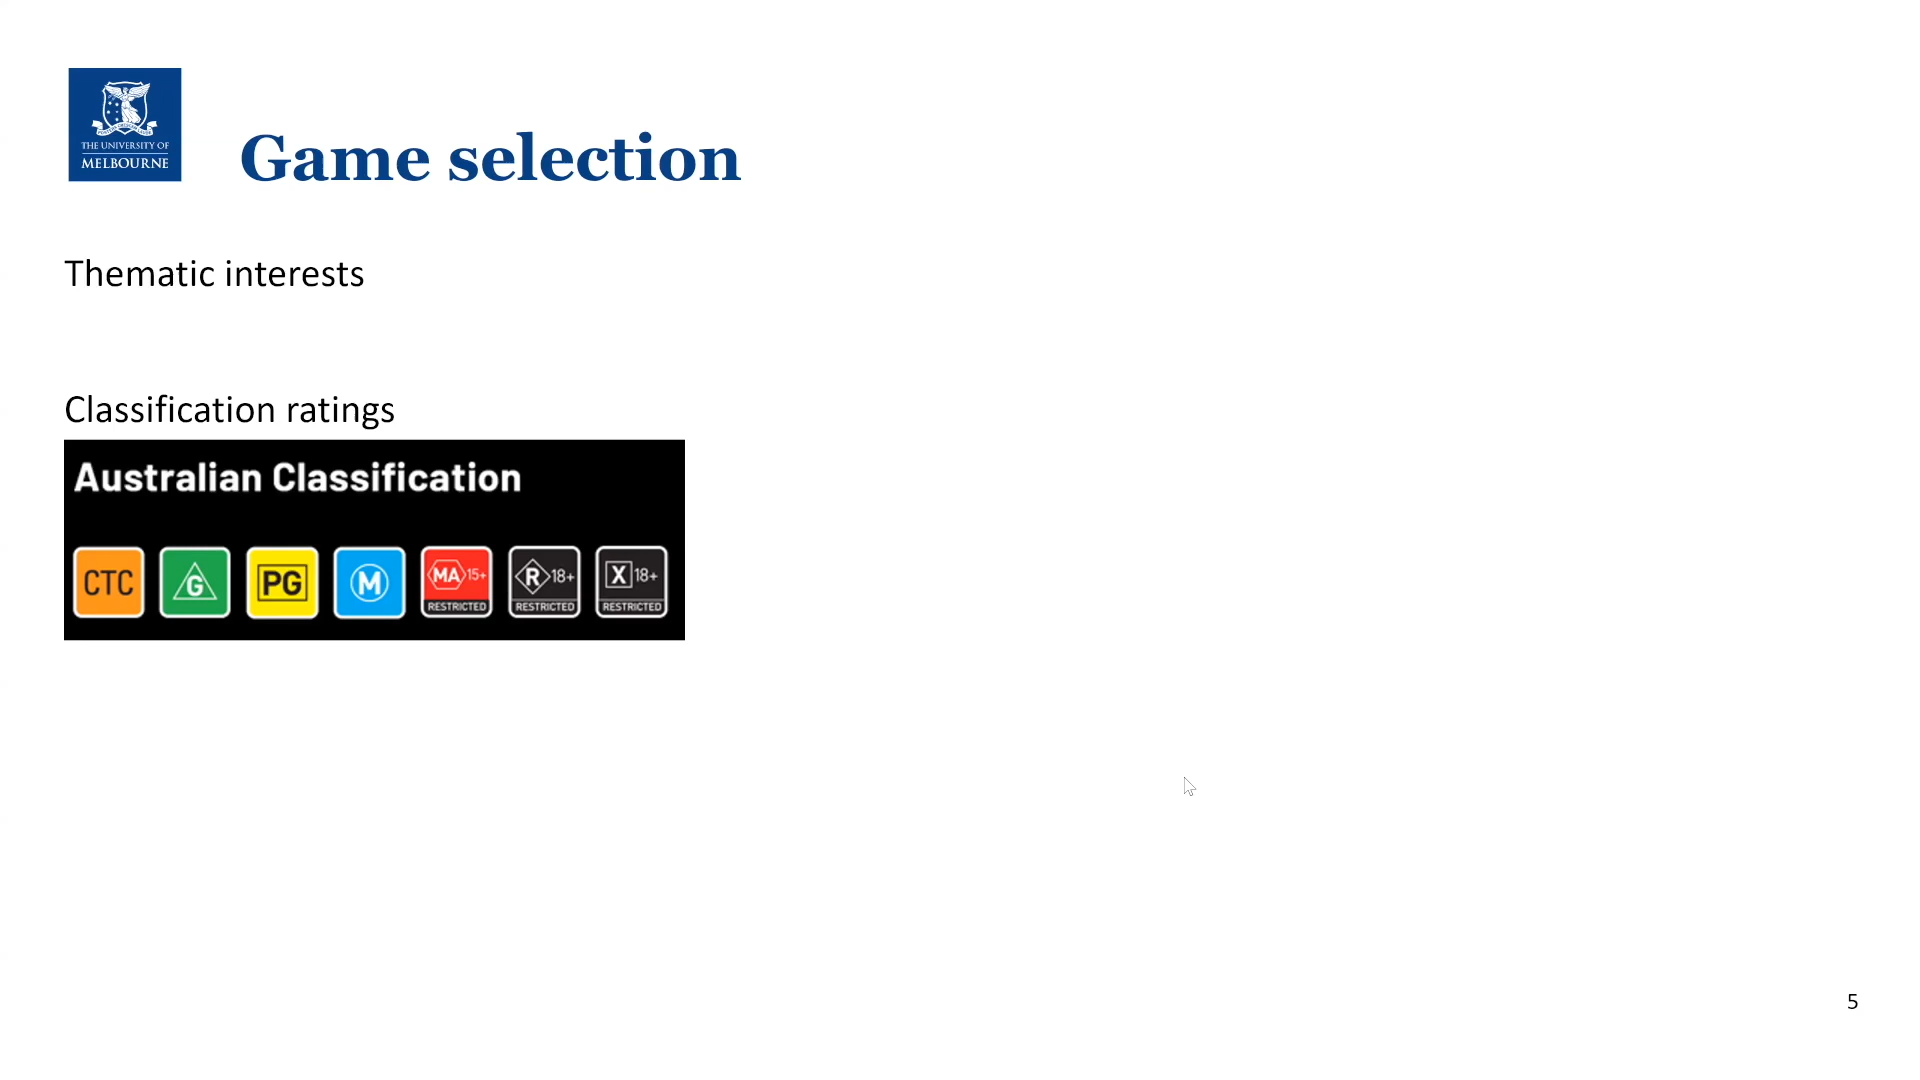 THE UNIVERSITY OF
MELBOURNE
Game selection
Thematic interests
Classification ratings
Australian Classification
CTC G PG M MA 15+ RESTRICTED R 18+ RESTRICTED X 18+ RESTRICTED
5